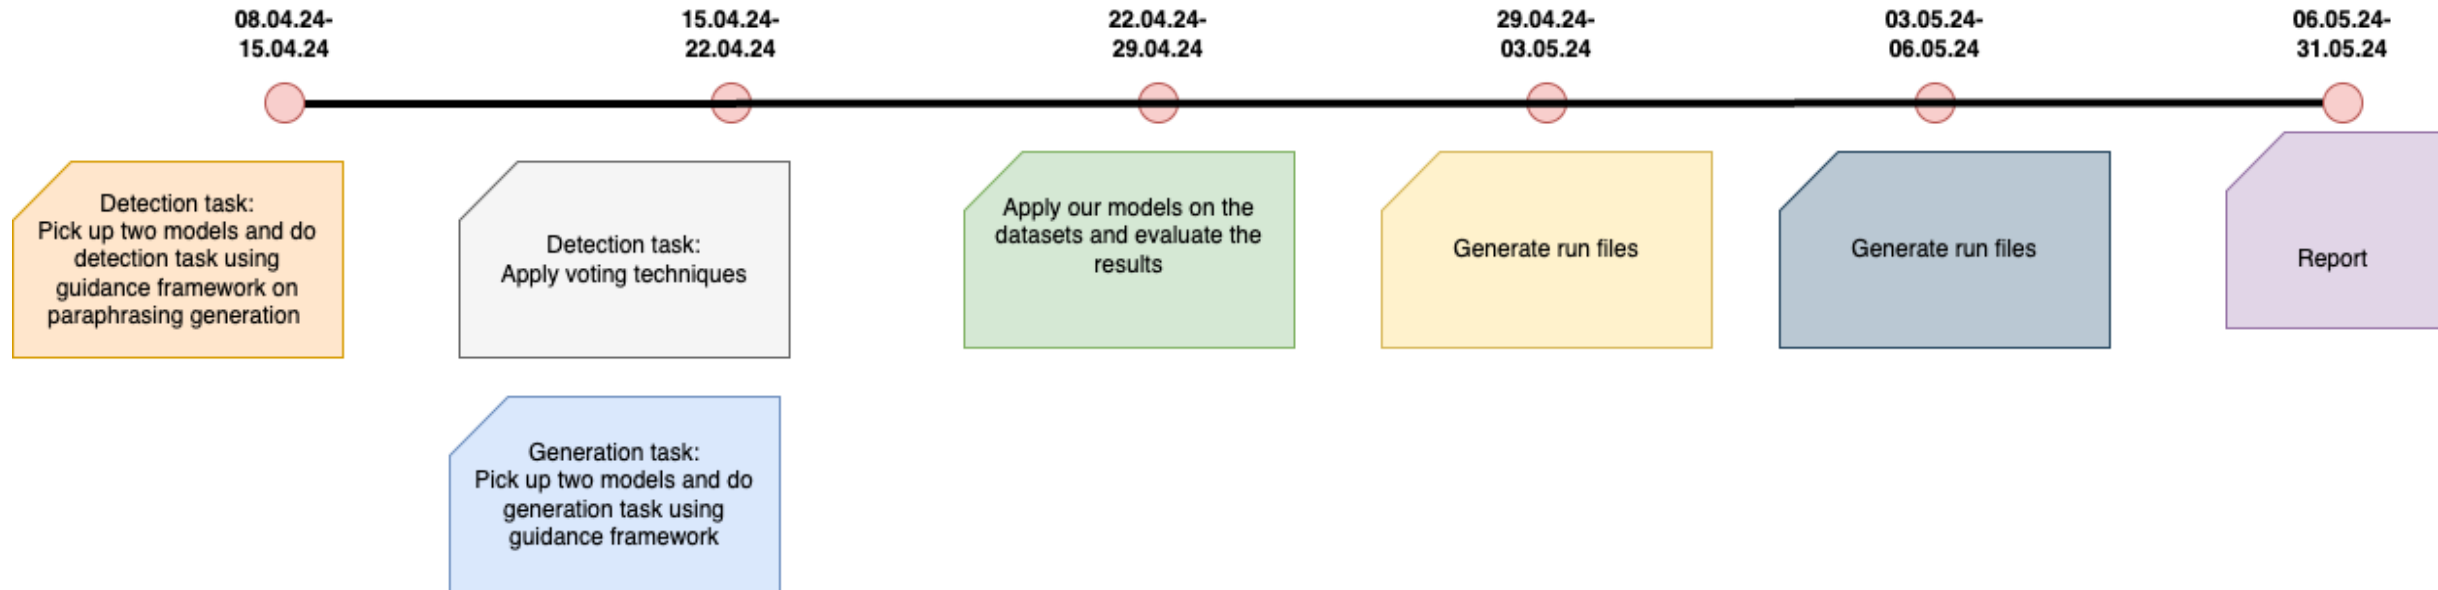 08.04.24-
15.04.24
15.04.24-
22.04.24
22.04.24-
29.04.24
29.04.24-
03.05.24
03.05.24-
06.05.24
06.05.24-
31.05.24
Detection task:
Pick up two models and do
detection task using
guidance framework on
paraphrasing generation
Detection task:
Apply voting techniques
Generation task:
Pick up two models and do
generation task using
guidance framework
Apply our models on the
datasets and evaluate the
results
Generate run files
Generate run files
Report